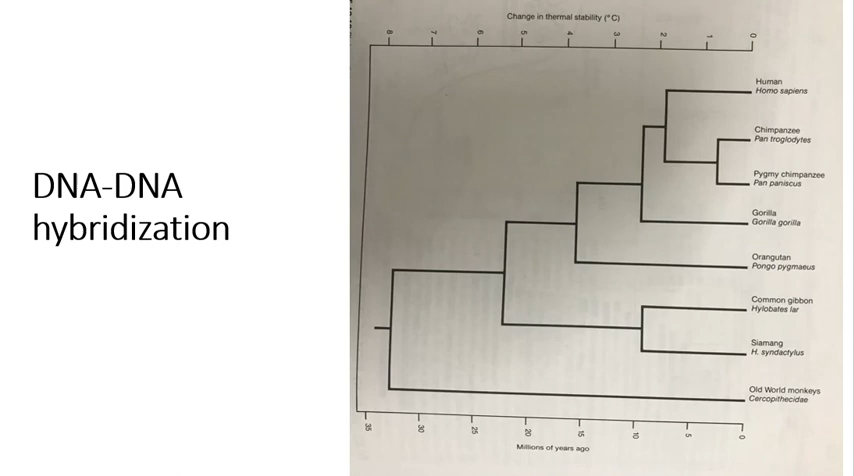 DNA-DNA
hybridization
Change in thermal stability (°C)
8 7 6 5 4 3 2 1 0
Human
Homo sapiens
Chimpanzee
Pan troglodytes
Pygmy chimpanzee
Pan paniscus
Gorilla
Gorilla gorilla
Orangutan
Pongo pygmaeus
Common gibbon
Hylobates lar
Siamang
H. syndactylus
Old World monkeys
Cercopithecidae
35 30 25 20 15 10 5 0
Millions of years ago